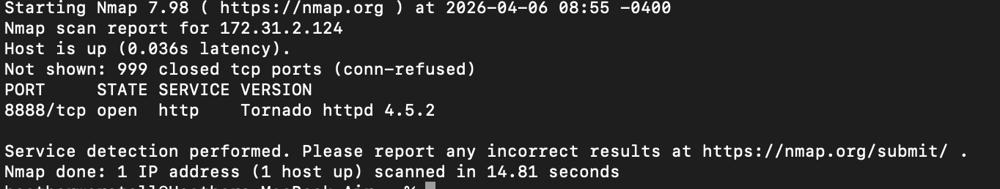 Starting Nmap 7.98 ( https://nmap.org ) at 2026-04-06 08:55 -0400
Nmap scan report for 172.31.2.124
Host is up (0.036s latency).
Not shown: 999 closed tcp ports (conn-refused)
PORT     STATE SERVICE VERSION
8888/tcp open  http    Tornado httpd 4.5.2

Service detection performed. Please report any incorrect results at https://nmap.org/submit/ .
Nmap done: 1 IP address (1 host up) scanned in 14.81 seconds